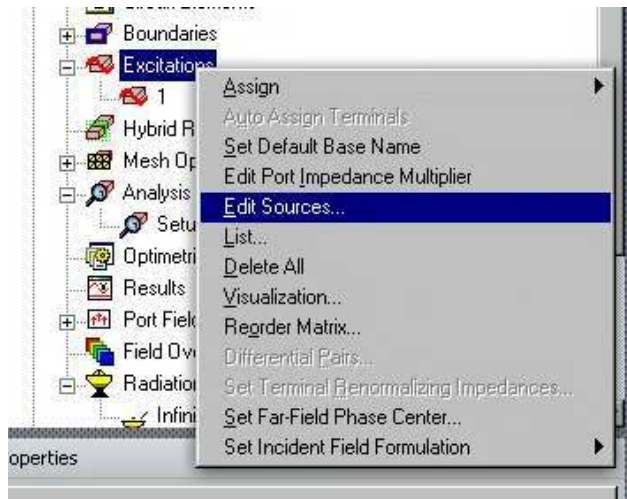 Boundaries
Excitations
1
Hybrid R
Mesh Op
Analysis
Setu
Optimetri
Results
Port Field
Field Ov
Radiation
Infini
operties
Assign
Auto Assign Terminals
Set Default Base Name
Edit Port Impedance Multiplier
Edit Sources...
List...
Delete All
Visualization...
Reorder Matrix...
Differential Pairs...
Set Terminal Renormalizing Impedances...
Set Far-Field Phase Center...
Set Incident Field Formulation